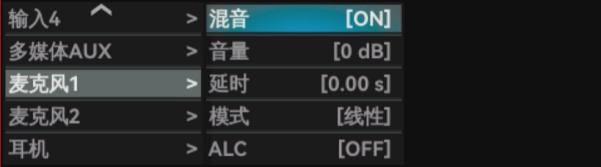 输入4 > 混音 [ON]
多媒体AUX > 音量 [0 dB]
麦克风1 > 延时 [0.00 s]
麦克风2 > 模式 [线性]
耳机 > ALC [OFF]